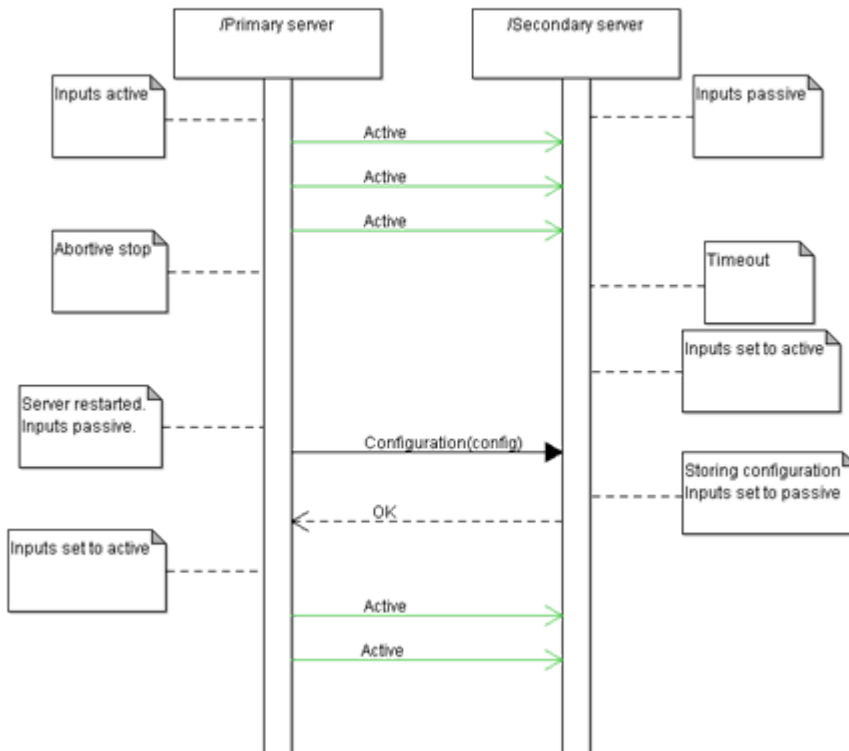 /Primary server
/Secondary server
Inputs active
Inputs passive
Active
Active
Active
Abortive stop
Timeout
Inputs set to active
Server restarted.
Inputs passive.
Configuration(config)
Storing configuration
Inputs set to passive
OK
Inputs set to active
Active
Active